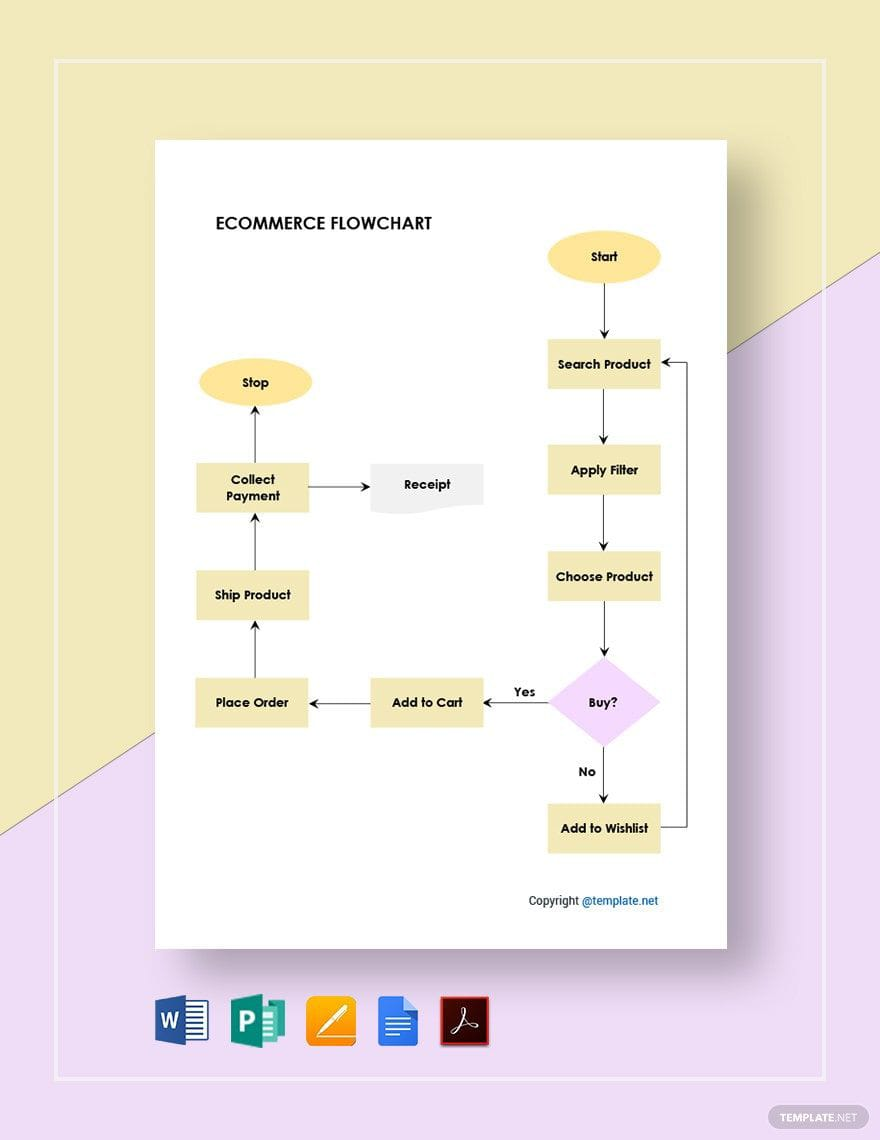 ECOMMERCE FLOWCHART
Start
Search Product
Stop
Apply Filter
Collect
Payment
Receipt
Choose Product
Ship Product
Yes
Place Order
Add to Cart
Buy?
No
Add to Wishlist
Copyright @template.net
W
P
TEMPLATE.NET